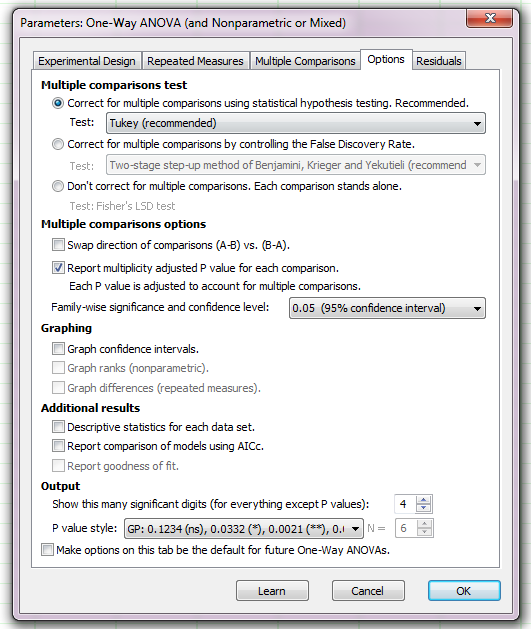 Parameters: One-Way ANOVA (and Nonparametric or Mixed)
Experimental Design Repeated Measures Multiple Comparisons Options Residuals
Multiple comparisons test
Correct for multiple comparisons using statistical hypothesis testing. Recommended.
Test: Tukey (recommended)
Correct for multiple comparisons by controlling the False Discovery Rate.
Test: Two-stage step-up method of Benjamini, Krieger and Yekutieli (recommend
Don't correct for multiple comparisons. Each comparison stands alone.
Test: Fisher's LSD test
Multiple comparisons options
Swap direction of comparisons (A-B) vs. (B-A).
Report multiplicity adjusted P value for each comparison.
Each P value is adjusted to account for multiple comparisons.
Family-wise significance and confidence level: 0.05 (95% confidence interval)
Graphing
Graph confidence intervals.
Graph ranks (nonparametric).
Graph differences (repeated measures).
Additional results
Descriptive statistics for each data set.
Report comparison of models using AICc.
Report goodness of fit.
Output
Show this many significant digits (for everything except P values): 4
P value style: GP: 0.1234 (ns), 0.0332 (*), 0.0021 (**), 0.( N = 6
Make options on this tab be the default for future One-Way ANOVAs.
Learn Cancel OK